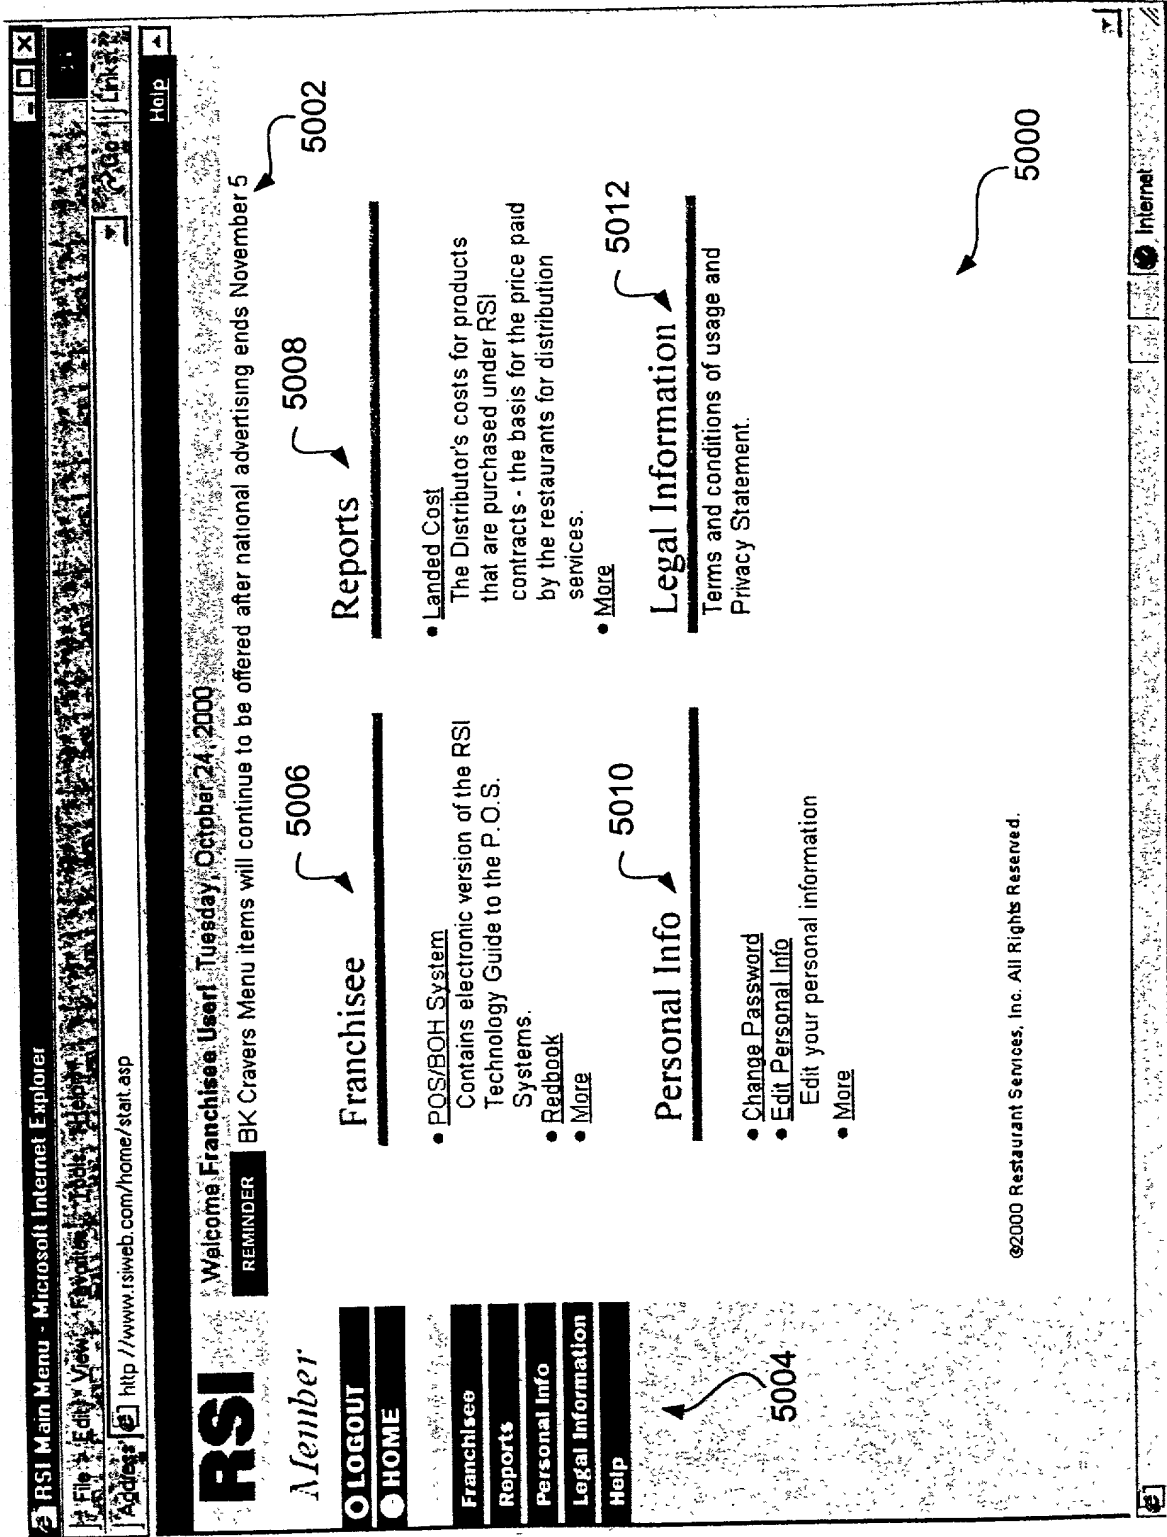 RSI Main Menu - Microsoft Internet Explorer
File Edit View Favorites Tools Help
Address http://www.rsiweb.com/home/start.asp Go Links
Help
RSI
Welcome Franchisee User! Tuesday, October 24, 2000
REMINDER BK Cravers Menu items will continue to be offered after national advertising ends November 5
5002
Member
LOGOUT
HOME
Franchisee
Reports
Personal Info
Legal Information
Help
5004
Franchisee
5006
• POS/BOH System
Contains electronic version of the RSI
Technology Guide to the P.O.S.
Systems.
• Redbook
• More
Reports
5008
• Landed Cost
The Distributor's costs for products
that are purchased under RSI
contracts - the basis for the price paid
by the restaurants for distribution
services.
• More
Personal Info
5010
• Change Password
• Edit Personal Info
Edit your personal information
• More
Legal Information
5012
Terms and conditions of usage and
Privacy Statement.
5000
©2000 Restaurant Services, Inc. All Rights Reserved.
Internet